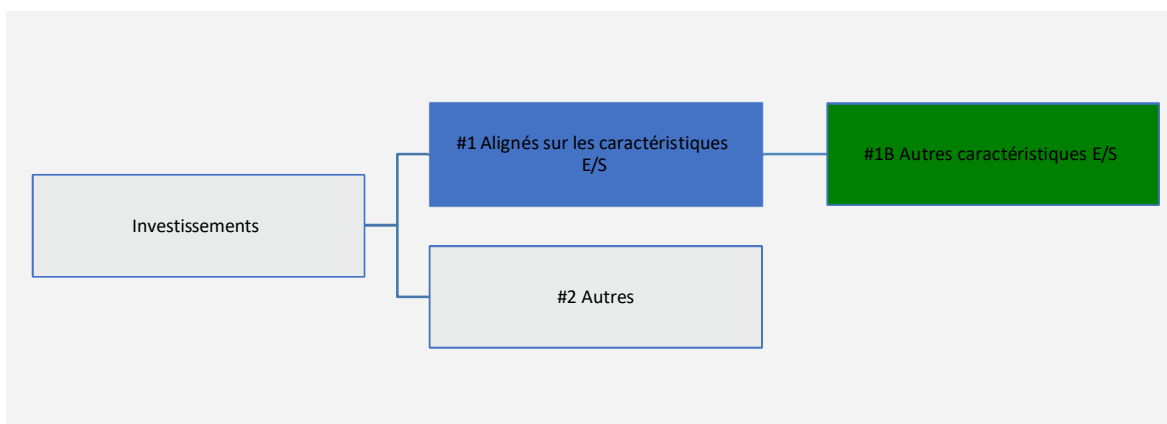 #1 Alignés sur les caractéristiques
E/S
#1B Autres caractéristiques E/S
Investissements
#2 Autres